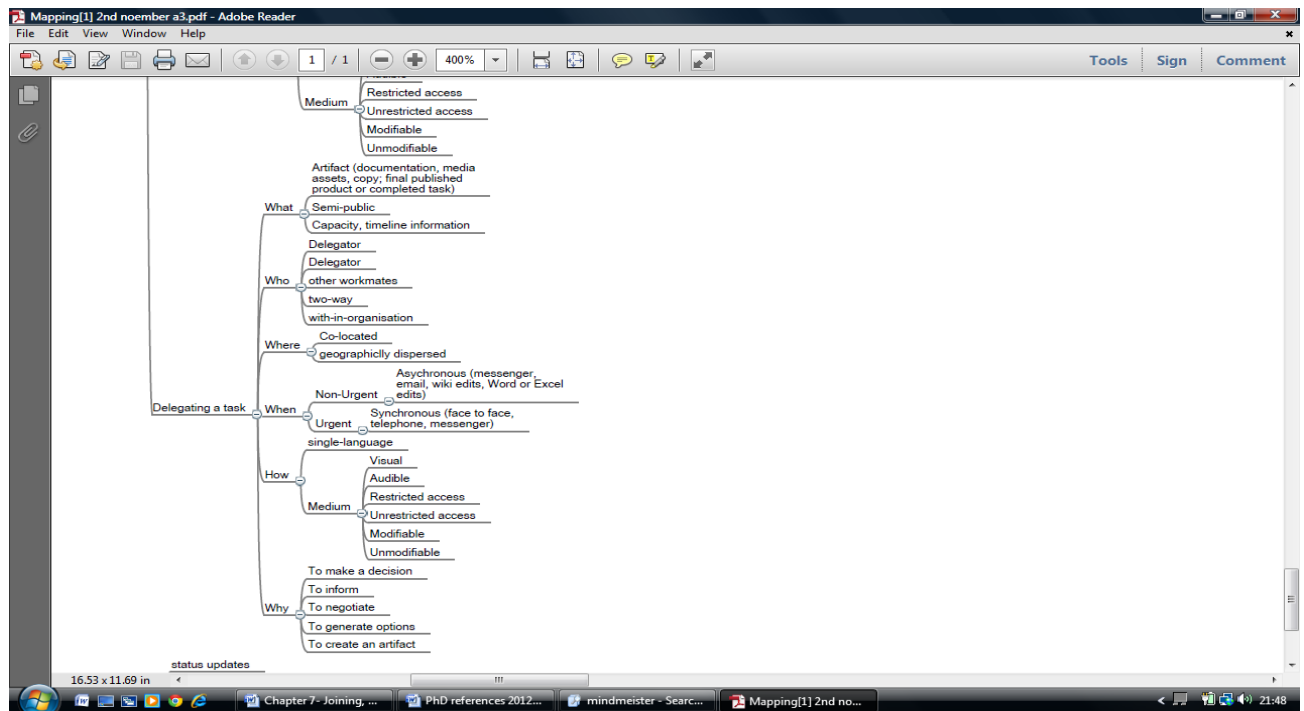 Mapping[1] 2nd noember a3.pdf - Adobe Reader
File Edit View Window Help
1 / 1 400% Tools Sign Comment
Audible
Medium
Restricted access
Unrestricted access
Modifiable
Unmodifiable
Delegating a task
What
Artifact (documentation, media
assets, copy; final published
product or completed task)
Semi-public
Capacity, timeline information
Who
Delegator
Delegator
other workmates
two-way
with-in-organisation
Where
Co-located
geographiclly dispersed
When
Non-Urgent
Asychronous (messenger,
email, wiki edits, Word or Excel
edits)
Urgent
Synchronous (face to face,
telephone, messenger)
How
single-language
Medium
Visual
Audible
Restricted access
Unrestricted access
Modifiable
Unmodifiable
Why
To make a decision
To inform
To negotiate
To generate options
To create an artifact
status updates
16.53 x 11.69 in
Chapter 7- Joining, ... PhD references 2012... mindmeister - Searc... Mapping[1] 2nd no... 21:48